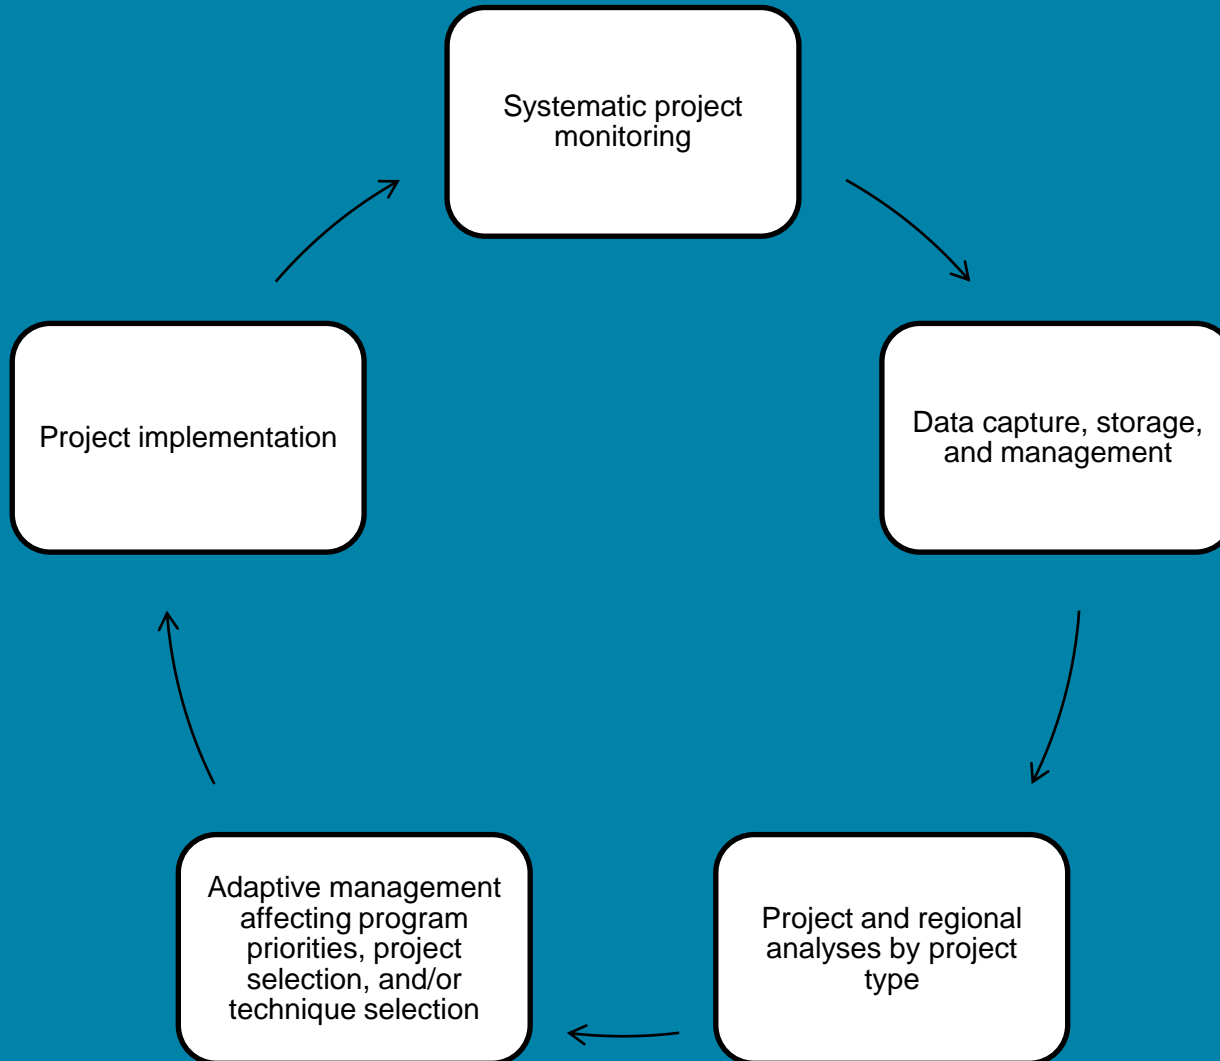 Systematic project
monitoring
Project implementation
Data capture, storage,
and management
Adaptive management
affecting program
priorities, project
selection, and/or
technique selection
Project and regional
analyses by project
type